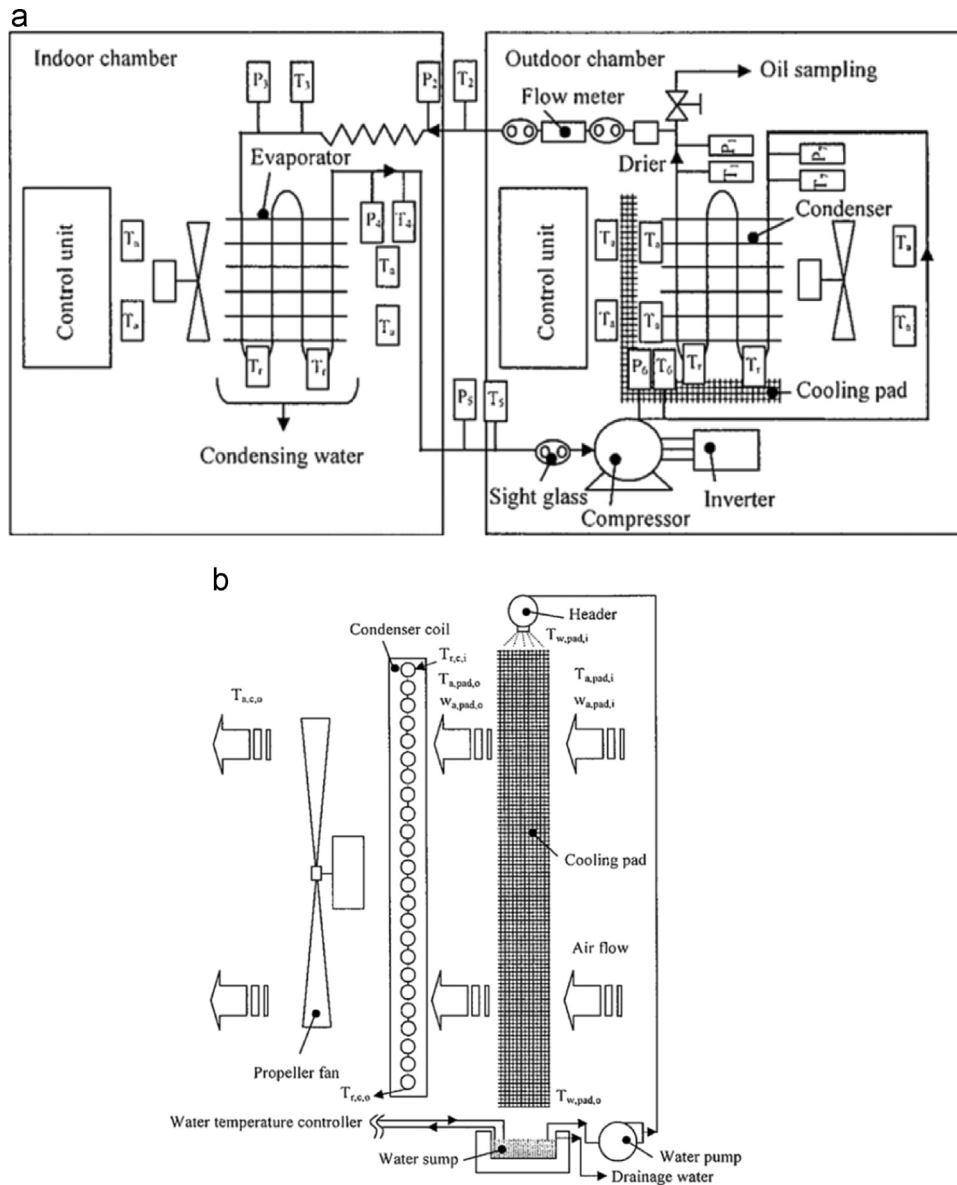 a
Indoor chamber
Outdoor chamber
Oil sampling
P3
T3
P2
T2
Flow meter
Drier
P1
T1
P7
T7
Evaporator
Condenser
P4
T4
Control unit
Ta
Ta
Ta
Ta
Control unit
Ta
Ta
Ta
Ta
Ta
Ta
Tr
Tr
P6
T6
Tr
Tr
Cooling pad
P5
T5
Condensing water
Sight glass
Compressor
Inverter
b
Header
Condenser coil
Tw,pad,i
Tr,c,i
Ta,pad,o
wa,pad,o
Ta,pad,i
wa,pad,i
Ta,c,o
Cooling pad
Air flow
Propeller fan
Tr,c,o
Tw,pad,o
Water temperature controller
Water sump
Water pump
Drainage water